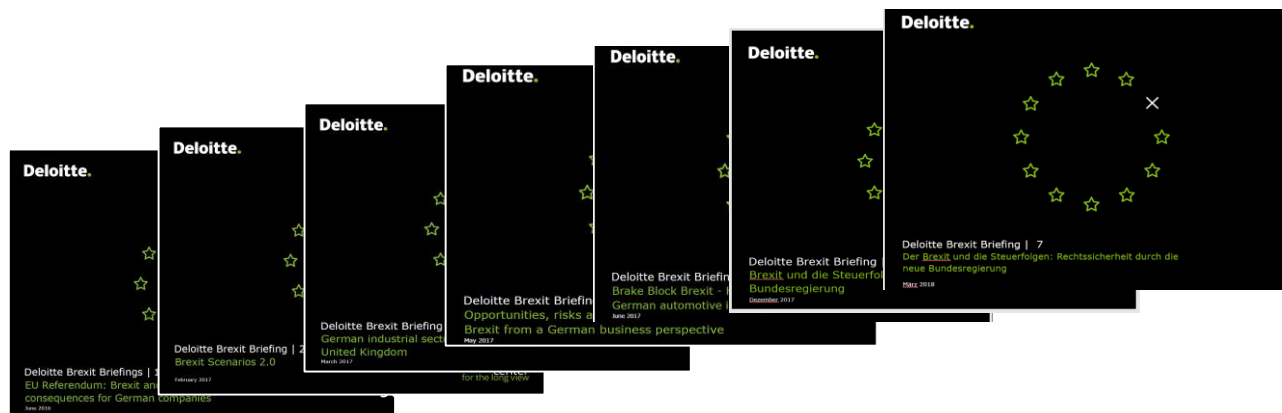 Deloitte.
Deloitte Brexit Briefings | 1
EU Referendum: Brexit and
consequences for German companies
June 2016
Deloitte.
Deloitte Brexit Briefing | 2
Brexit Scenarios 2.0
February 2017
Deloitte.
Deloitte Brexit Briefing
German industrial
United Kingdom
March 2017
center
for the long view
Deloitte.
Deloitte Brexit Briefing
Opportunities, risks
Brexit from a German business perspective
May 2017
Deloitte.
Deloitte Brexit Briefing
Brake Block Brexit -
German automotive
June 2017
Deloitte.
Deloitte Brexit Briefing |
Brexit und die
Bundesregierung
Dezember 2017
Deloitte.
Deloitte Brexit Briefing | 7
Der Brexit und die Steuerfolgen: Rechtssicherheit durch die
neue Bundesregierung
März 2018